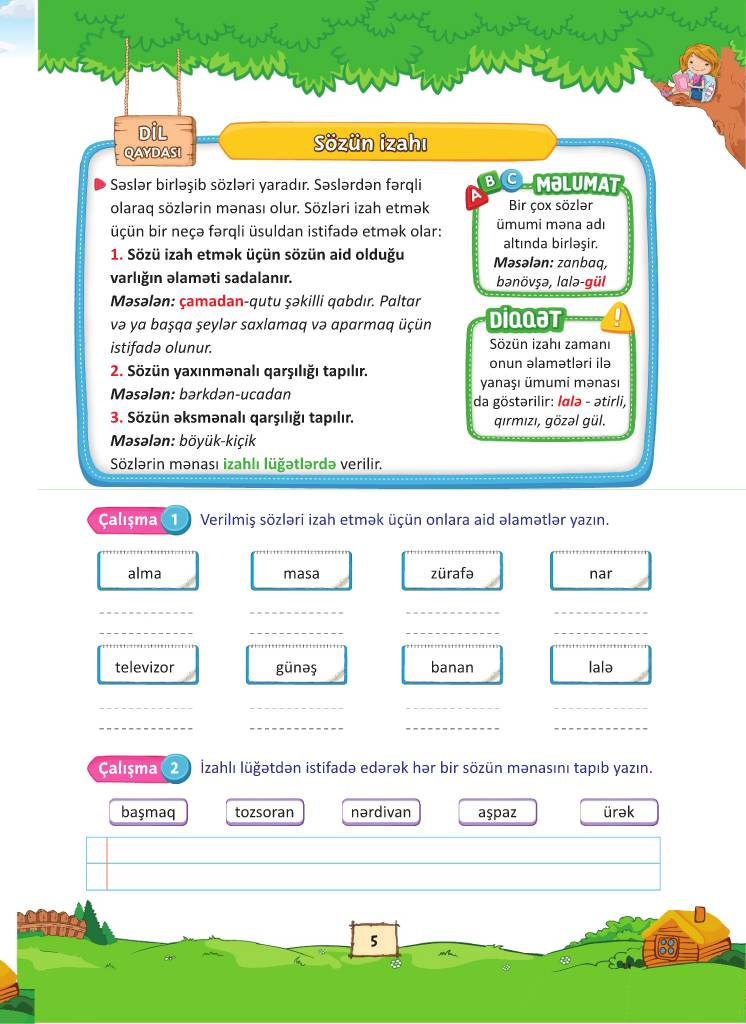 DİL
QAYDASI
Sözün izahı
Səslər birləşib sözləri yaradır. Səslərdən fərqli
olaraq sözlərin mənası olur. Sözləri izah etmək
üçün bir neçə fərqli üsuldan istifadə etmək olar:
1. Sözü izah etmək üçün sözün aid olduğu
varlığın əlaməti sadalanır.
Məsələn: çamadan-qutu şəkilli qabdır. Paltar
və ya başqa şeylər saxlamaq və aparmaq üçün
istifadə olunur.
2. Sözün yaxınmənalı qarşılığı tapılır.
Məsələn: bərkdən-ucadan
3. Sözün əksmənalı qarşılığı tapılır.
Məsələn: böyük-kiçik
Sözlərin mənası izahlı lüğətlərdə verilir.
A B C MƏLUMAT
Bir çox sözlər
ümumi məna adı
altında birləşir.
Məsələn: zanbaq,
bənövşə, lalə-gül
DİQQƏT !
Sözün izahı zamanı
onun əlamətləri ilə
yanaşı ümumi mənası
da göstərilir: lalə - ətirli,
qırmızı, gözəl gül.
Çalışma 1 Verilmiş sözləri izah etmək üçün onlara aid əlamətlər yazın.
alma masa zürafə nar
televizor günəş banan lalə
Çalışma 2 İzahlı lüğətdən istifadə edərək hər bir sözün mənasını tapıb yazın.
başmaq tozsoran nərdivan aşpaz ürək
5